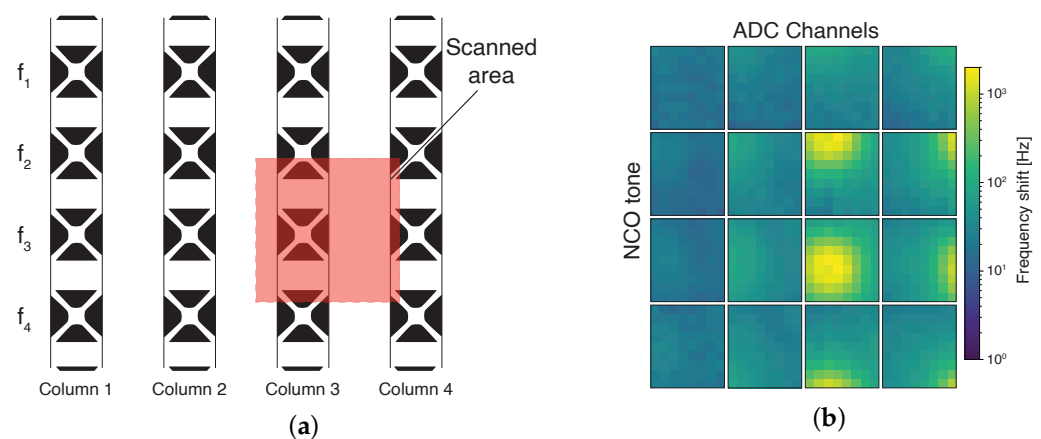 f1
f2
f3
f4
Scanned
area
Column 1
Column 2
Column 3
Column 4
(a)
ADC Channels
NCO tone
10³
10²
10¹
10⁰
Frequency shift [Hz]
(b)